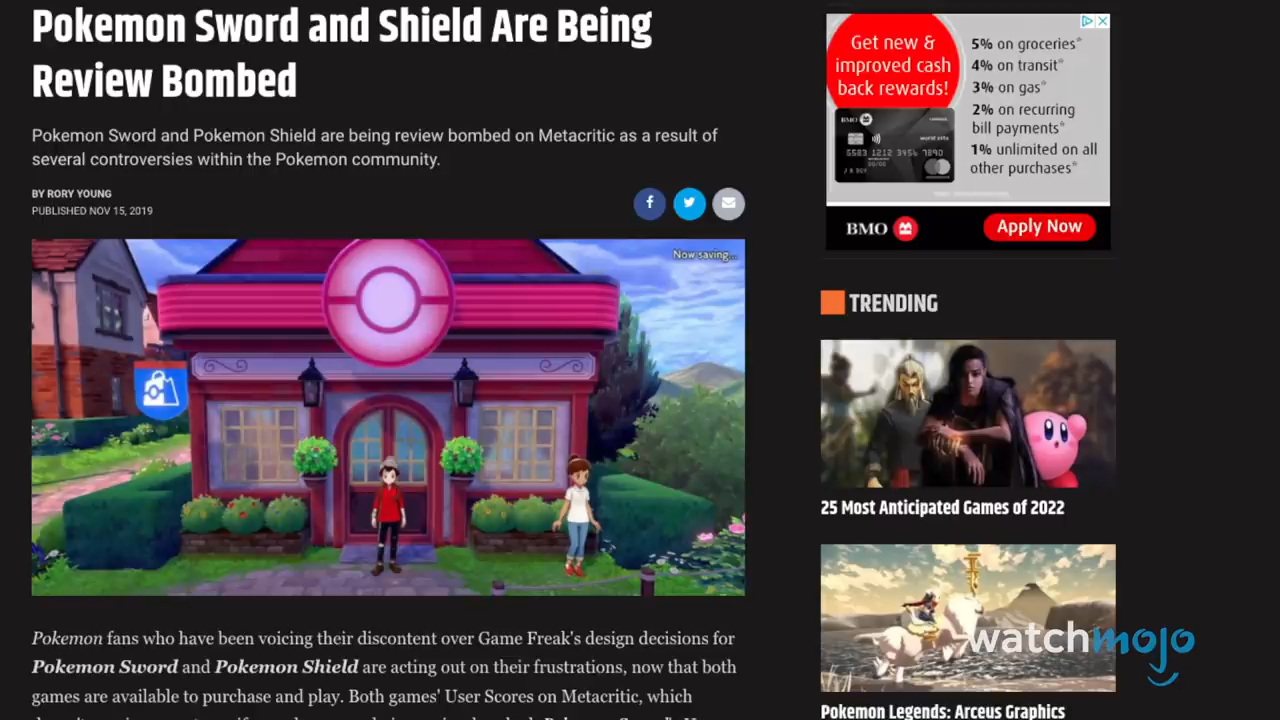 Pokemon Sword and Shield Are Being
Review Bombed
Pokemon Sword and Pokemon Shield are being review bombed on Metacritic as a result of
several controversies within the Pokemon community.
BY RORY YOUNG
PUBLISHED NOV 15, 2019
Now saving...
Pokemon fans who have been voicing their discontent over Game Freak's design decisions for
Pokemon Sword and Pokemon Shield are acting out on their frustrations, now that both
games are available to purchase and play. Both games' User Scores on Metacritic, which
Get new &
improved cash
back rewards!
5% on groceries*
4% on transit*
3% on gas*
2% on recurring
bill payments*
1% unlimited on all
other purchases*
BMO
5583 1212 3456 7890
BMO
Apply Now
TRENDING
25 Most Anticipated Games of 2022
watchmojo
Pokemon Legends: Arceus Graphics